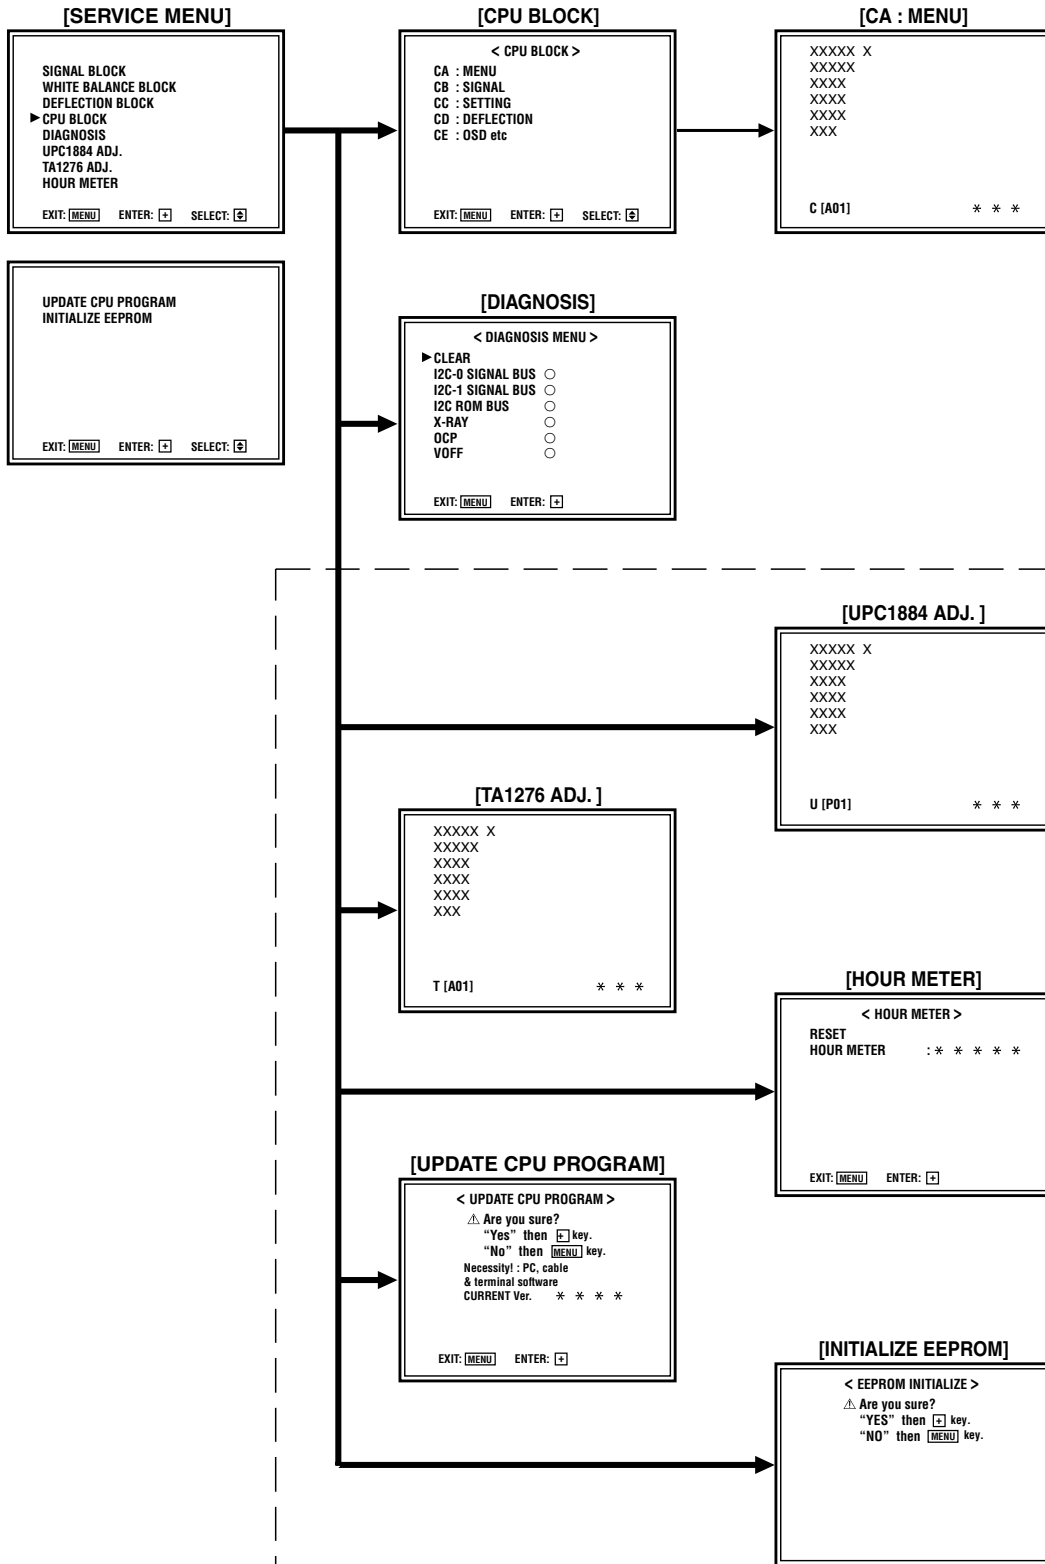 [SERVICE MENU]
SIGNAL BLOCK
WHITE BALANCE BLOCK
DEFLECTION BLOCK
►CPU BLOCK
DIAGNOSIS
UPC1884 ADJ.
TA1276 ADJ.
HOUR METER
EXIT: MENU ENTER: + SELECT: ♦
UPDATE CPU PROGRAM
INITIALIZE EEPROM
EXIT: MENU ENTER: + SELECT: ♦
[CPU BLOCK]
< CPU BLOCK >
CA : MENU
CB : SIGNAL
CC : SETTING
CD : DEFLECTION
CE : OSD etc
EXIT: MENU ENTER: + SELECT: ♦
[CA : MENU]
XXXXX X
XXXXX
XXXX
XXXX
XXXX
XXX
C [A01] * * *
[DIAGNOSIS]
< DIAGNOSIS MENU >
►CLEAR
I2C-0 SIGNAL BUS ○
I2C-1 SIGNAL BUS ○
I2C ROM BUS ○
X-RAY ○
OCP ○
VOFF ○
EXIT: MENU ENTER: +
[UPC1884 ADJ. ]
XXXXX X
XXXXX
XXXX
XXXX
XXXX
XXX
U [P01] * * *
[TA1276 ADJ. ]
XXXXX X
XXXXX
XXXX
XXXX
XXXX
XXX
T [A01] * * *
[HOUR METER]
< HOUR METER >
RESET
HOUR METER : * * * * *
EXIT: MENU ENTER: +
[UPDATE CPU PROGRAM]
< UPDATE CPU PROGRAM >
⚠ Are you sure?
“Yes” then + key.
“No” then MENU key.
Necessity! : PC, cable
& terminal software
CURRENT Ver. * * * *
EXIT: MENU ENTER: +
[INITIALIZE EEPROM]
< EEPROM INITIALIZE >
⚠ Are you sure?
“YES” then + key.
“NO” then MENU key.